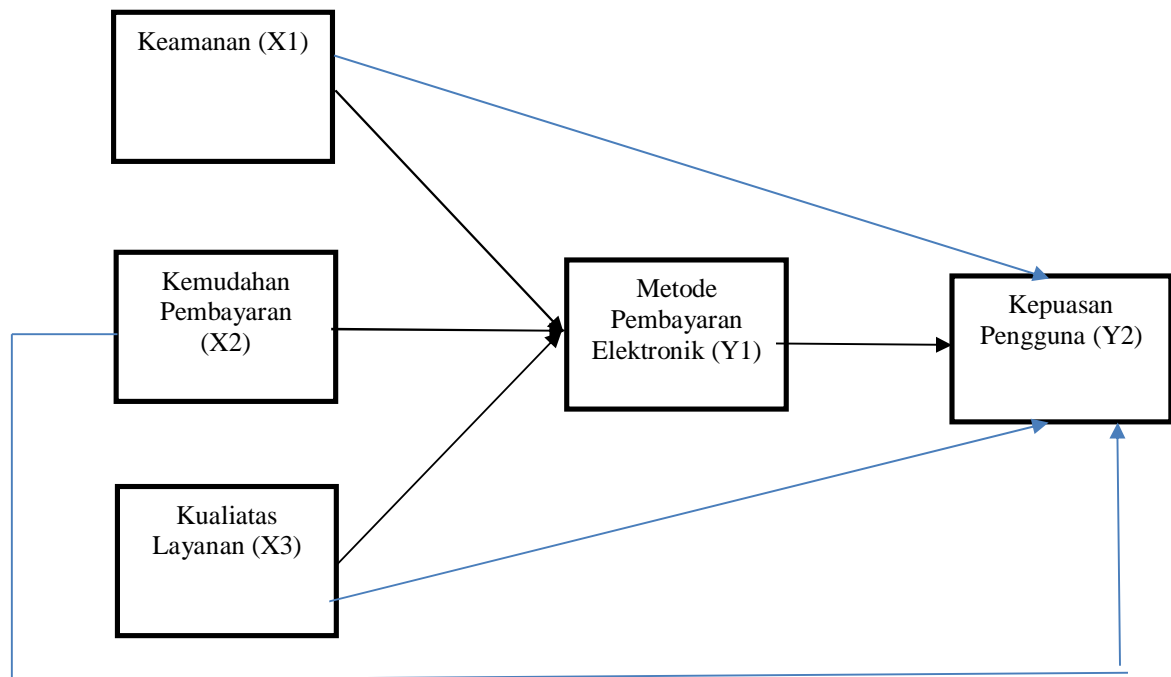 Keamanan (X1)
Kemudahan
Pembayaran
(X2)
Metode
Pembayaran
Elektronik (Y1)
Kepuasan
Pengguna (Y2)
Kualiatas
Layanan (X3)